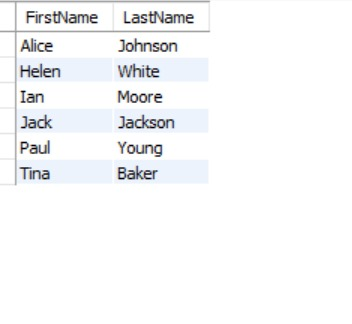 FirstName LastName
Alice Johnson
Helen White
Ian Moore
Jack Jackson
Paul Young
Tina Baker